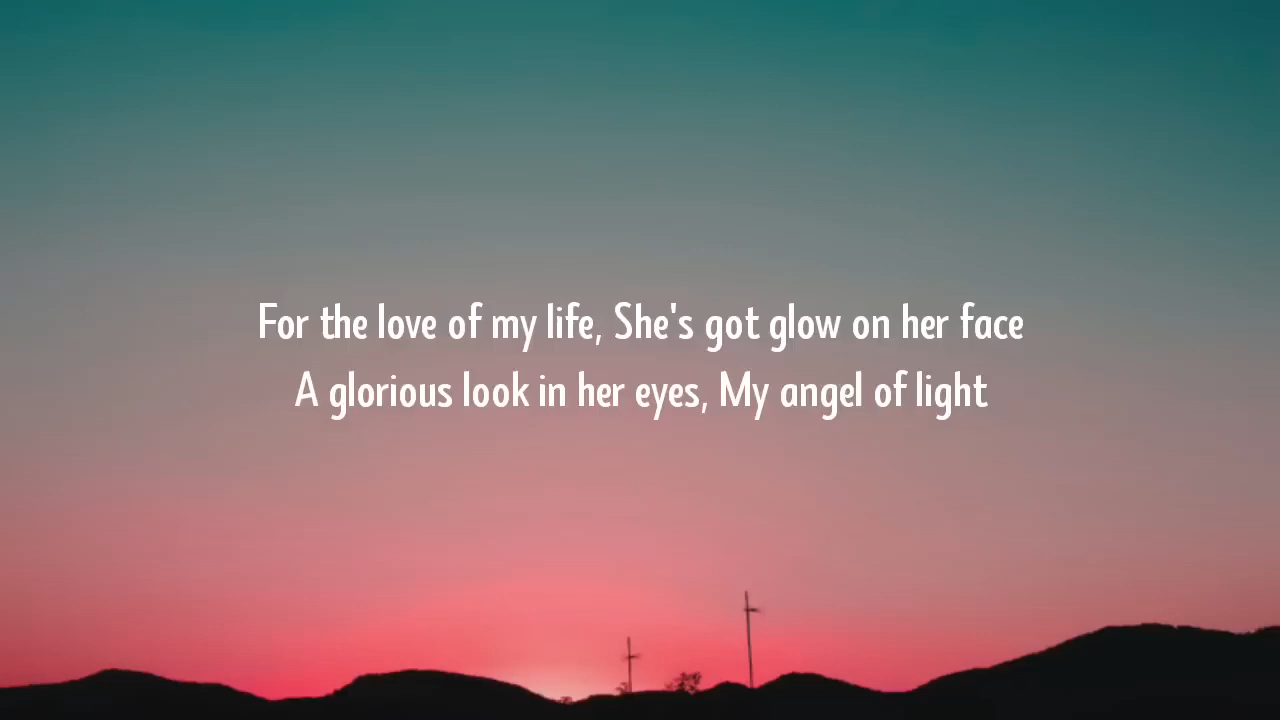 For the love of my life, She's got glow on her face
A glorious look in her eyes, My angel of light